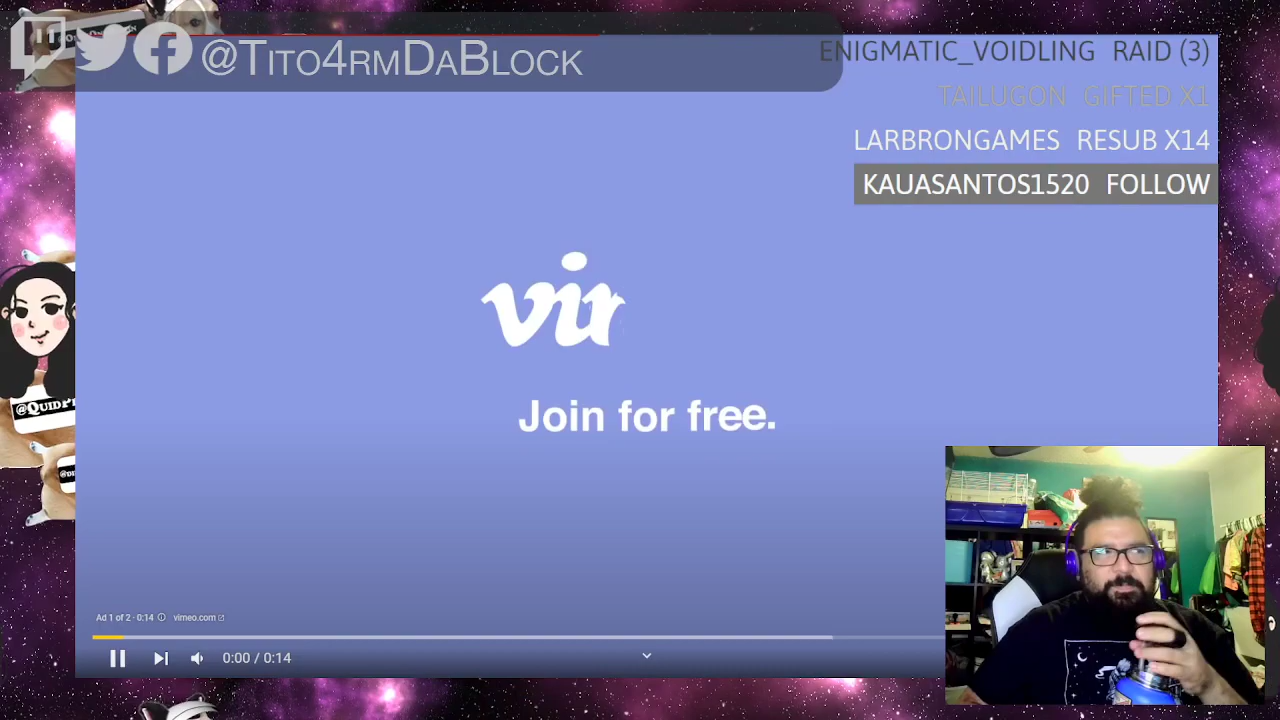 @Tito4rmDaBlock
ENIGMATIC_VOIDLING RAID (3)
TAILUGON GIFTED X1
LARBRONGAMES RESUB X14
KAUASANTOS1520 FOLLOW
vir
Join for free.
Ad 1 of 2 · 0:14 vimeo.com
0:00 / 0:14